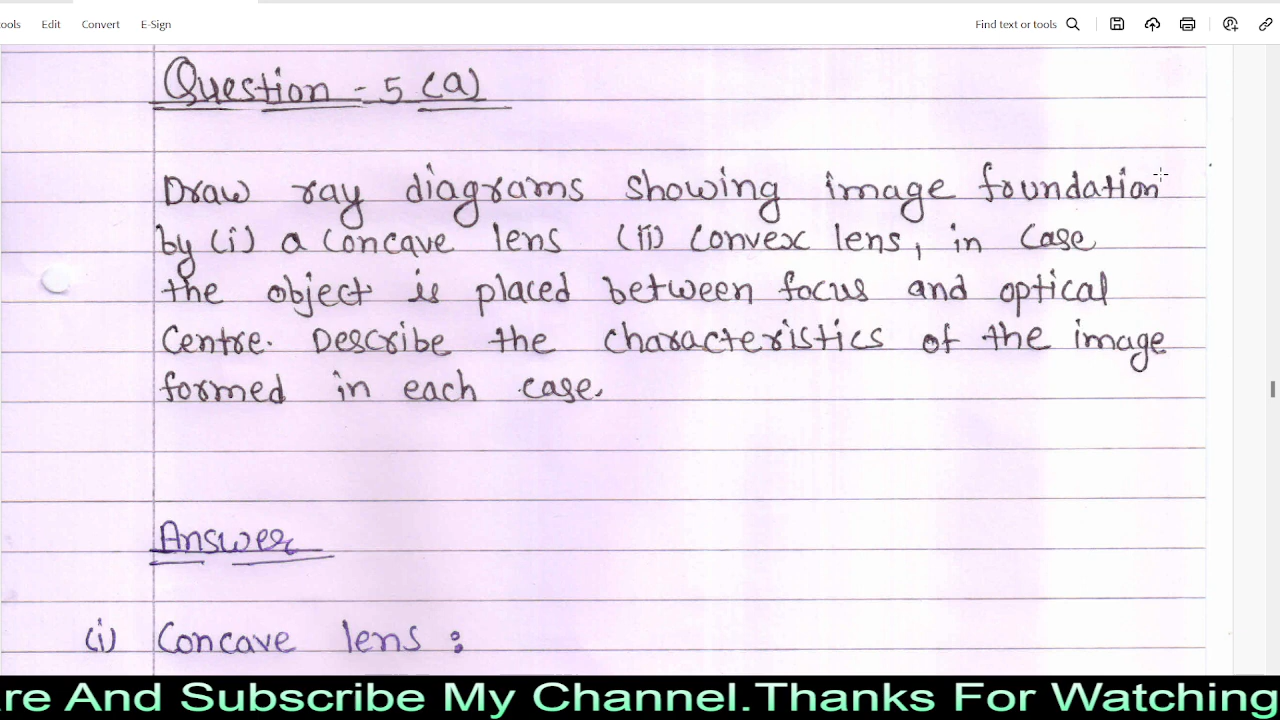 ools Edit Convert E-Sign Find text or tools
Question - 5 (a)
Draw ray diagrams showing image foundation
by (i) a concave lens (ii) convex lens, in case
the object is placed between focus and optical
centre. Describe the characteristics of the image
formed in each case.
Answer
(i) Concave lens :
re And Subscribe My Channel.Thanks For Watching